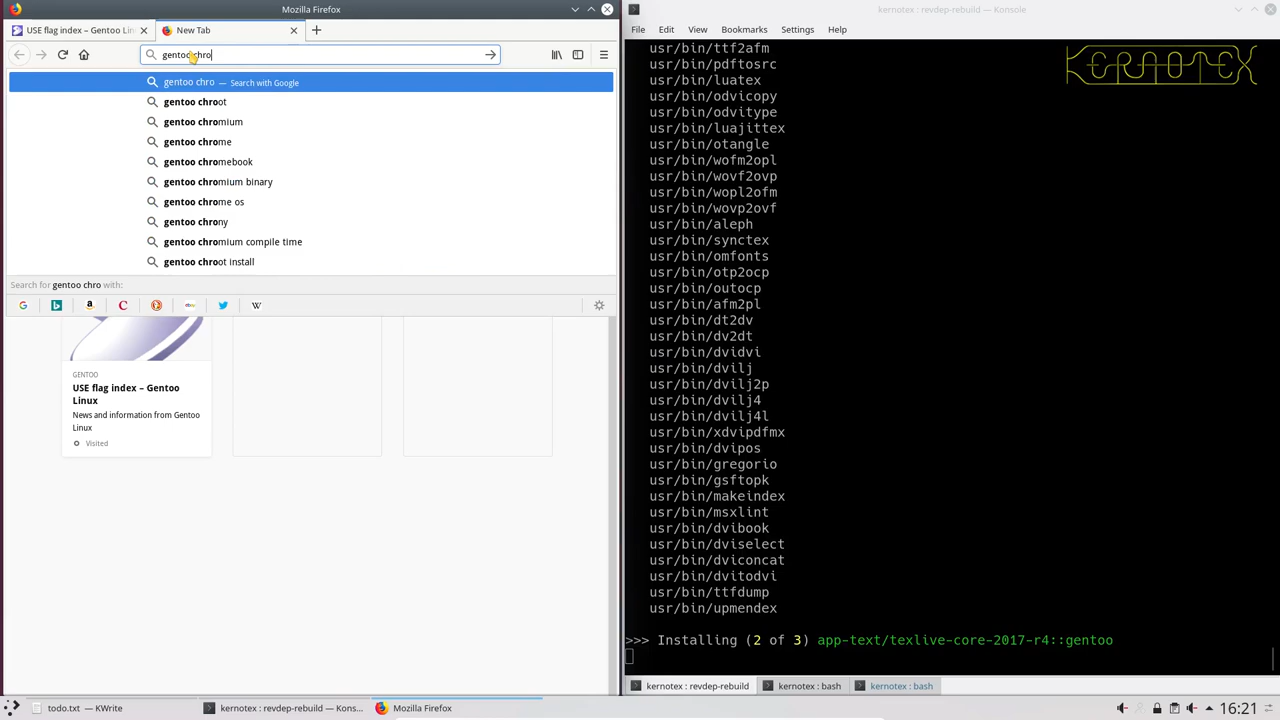 Mozilla Firefox
USE flag index – Gentoo Lin
New Tab
gentoo chro
gentoo chro — Search with Google
gentoo chroot
gentoo chromium
gentoo chrome
gentoo chromebook
gentoo chromium binary
gentoo chrome os
gentoo chrony
gentoo chromium compile time
gentoo chroot install
Search for gentoo chro with:
GENTOO
USE flag index – Gentoo
Linux
News and information from Gentoo
Linux
Visited
kernotex : revdep-rebuild — Konsole
File Edit View Bookmarks Settings Help
KERNOTEX
usr/bin/ttf2afm
usr/bin/pdftosrc
usr/bin/luatex
usr/bin/odvicopy
usr/bin/odvitype
usr/bin/luajittex
usr/bin/otangle
usr/bin/wofm2opl
usr/bin/wovf2ovp
usr/bin/wopl2ofm
usr/bin/wovp2ovf
usr/bin/aleph
usr/bin/synctex
usr/bin/omfonts
usr/bin/otp2ocp
usr/bin/outocp
usr/bin/afm2pl
usr/bin/dt2dv
usr/bin/dv2dt
usr/bin/dvidvi
usr/bin/dvilj
usr/bin/dvilj2p
usr/bin/dvilj4
usr/bin/dvilj4l
usr/bin/xdvipdfmx
usr/bin/dvipos
usr/bin/gregorio
usr/bin/gsftopk
usr/bin/makeindex
usr/bin/msxlint
usr/bin/dvibook
usr/bin/dviselect
usr/bin/dviconcat
usr/bin/dvitodvi
usr/bin/ttfdump
usr/bin/upmendex
>>> Installing (2 of 3) app-text/texlive-core-2017-r4::gentoo
kernotex : revdep-rebuild
kernotex : bash
kernotex : bash
todo.txt — KWrite
kernotex : revdep-rebuild — Kons...
Mozilla Firefox
16:21